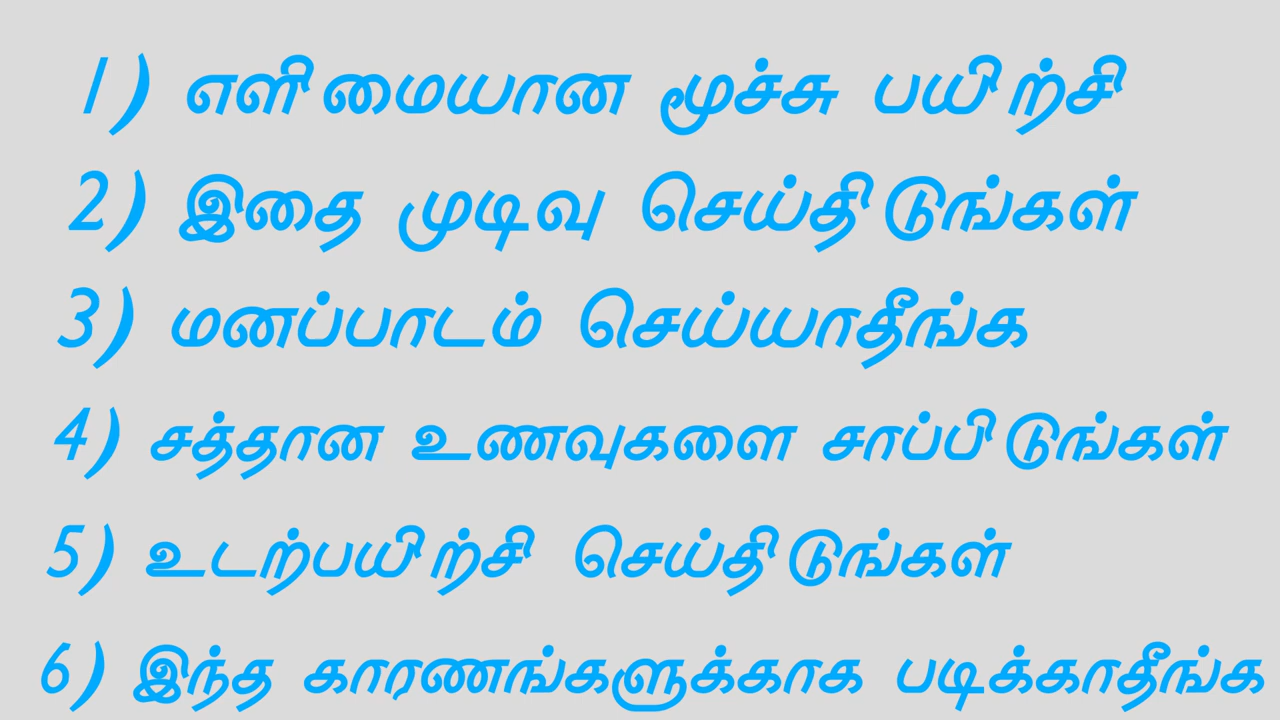 1) எளிமையான மூச்சு பயிற்சி
2) இதை முடிவு செய்திடுங்கள்
3) மனப்பாடம் செய்யாதீங்க
4) சத்தான உணவுகளை சாப்பிடுங்கள்
5) உடற்பயிற்சி செய்திடுங்கள்
6) இந்த காரணங்களுக்காக படிக்காதீங்க